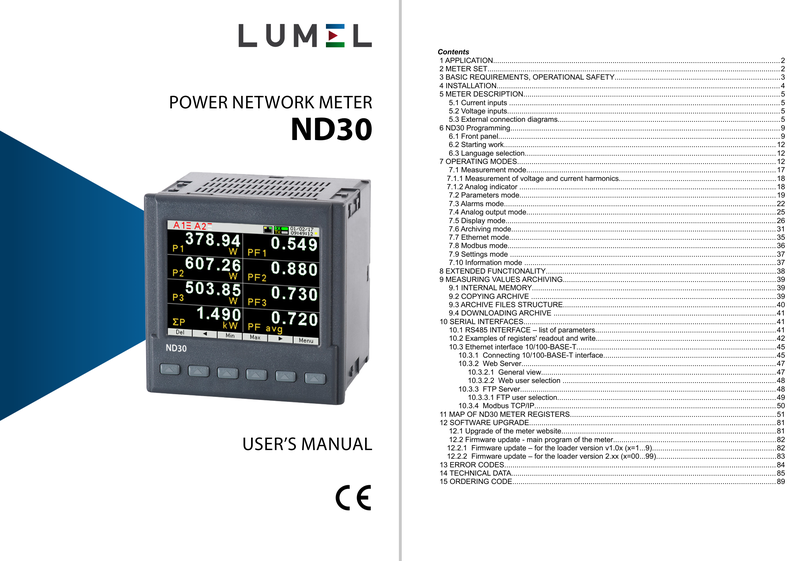 LUMEL
POWER NETWORK METER
ND30
A1 A2
01/02/17
09:49:12
P1 378.94 W PF1 0.549
P2 607.26 W PF2 0.880
P3 503.85 W PF3 0.730
ΣP 1.490 kW PF avg 0.720
Del ◄ Min Max ► Menu
ND30
USER'S MANUAL
CE
Contents
1 APPLICATION....2
2 METER SET....2
3 BASIC REQUIREMENTS, OPERATIONAL SAFETY....3
4 INSTALLATION....4
5 METER DESCRIPTION....5
5.1 Current inputs ....5
5.2 Voltage inputs....5
5.3 External connection diagrams....5
6 ND30 Programming....9
6.1 Front panel....9
6.2 Starting work....12
6.3 Language selection....12
7 OPERATING MODES....12
7.1 Measurement mode....17
7.1.1 Measurement of voltage and current harmonics....18
7.1.2 Analog indicator ....18
7.2 Parameters mode....19
7.3 Alarms mode....22
7.4 Analog output mode....25
7.5 Display mode....26
7.6 Archiving mode....31
7.7 Ethernet mode....35
7.8 Modbus mode....36
7.9 Settings mode ....37
7.10 Information mode ....37
8 EXTENDED FUNCTIONALITY....38
9 MEASURING VALUES ARCHIVING....39
9.1 INTERNAL MEMORY....39
9.2 COPYING ARCHIVE ....39
9.3 ARCHIVE FILES STRUCTURE....40
9.4 DOWNLOADING ARCHIVE ....41
10 SERIAL INTERFACES....41
10.1 RS485 INTERFACE – list of parameters....41
10.2 Examples of registers' readout and write....42
10.3 Ethernet interface 10/100-BASE-T....45
10.3.1 Connecting 10/100-BASE-T interface....45
10.3.2 Web Server....47
10.3.2.1 General view....47
10.3.2.2 Web user selection ....48
10.3.3 FTP Server....48
10.3.3.1 FTP user selection....49
10.3.4 Modbus TCP/IP....50
11 MAP OF ND30 METER REGISTERS....51
12 SOFTWARE UPGRADE....81
12.1 Upgrade of the meter website....81
12.2 Firmware update - main program of the meter....82
12.2.1 Firmware update – for the loader version v1.0x (x=1...9)....82
12.2.2 Firmware update – for the loader version 2.xx (x=00...99)....83
13 ERROR CODES....84
14 TECHNICAL DATA....85
15 ORDERING CODE....89